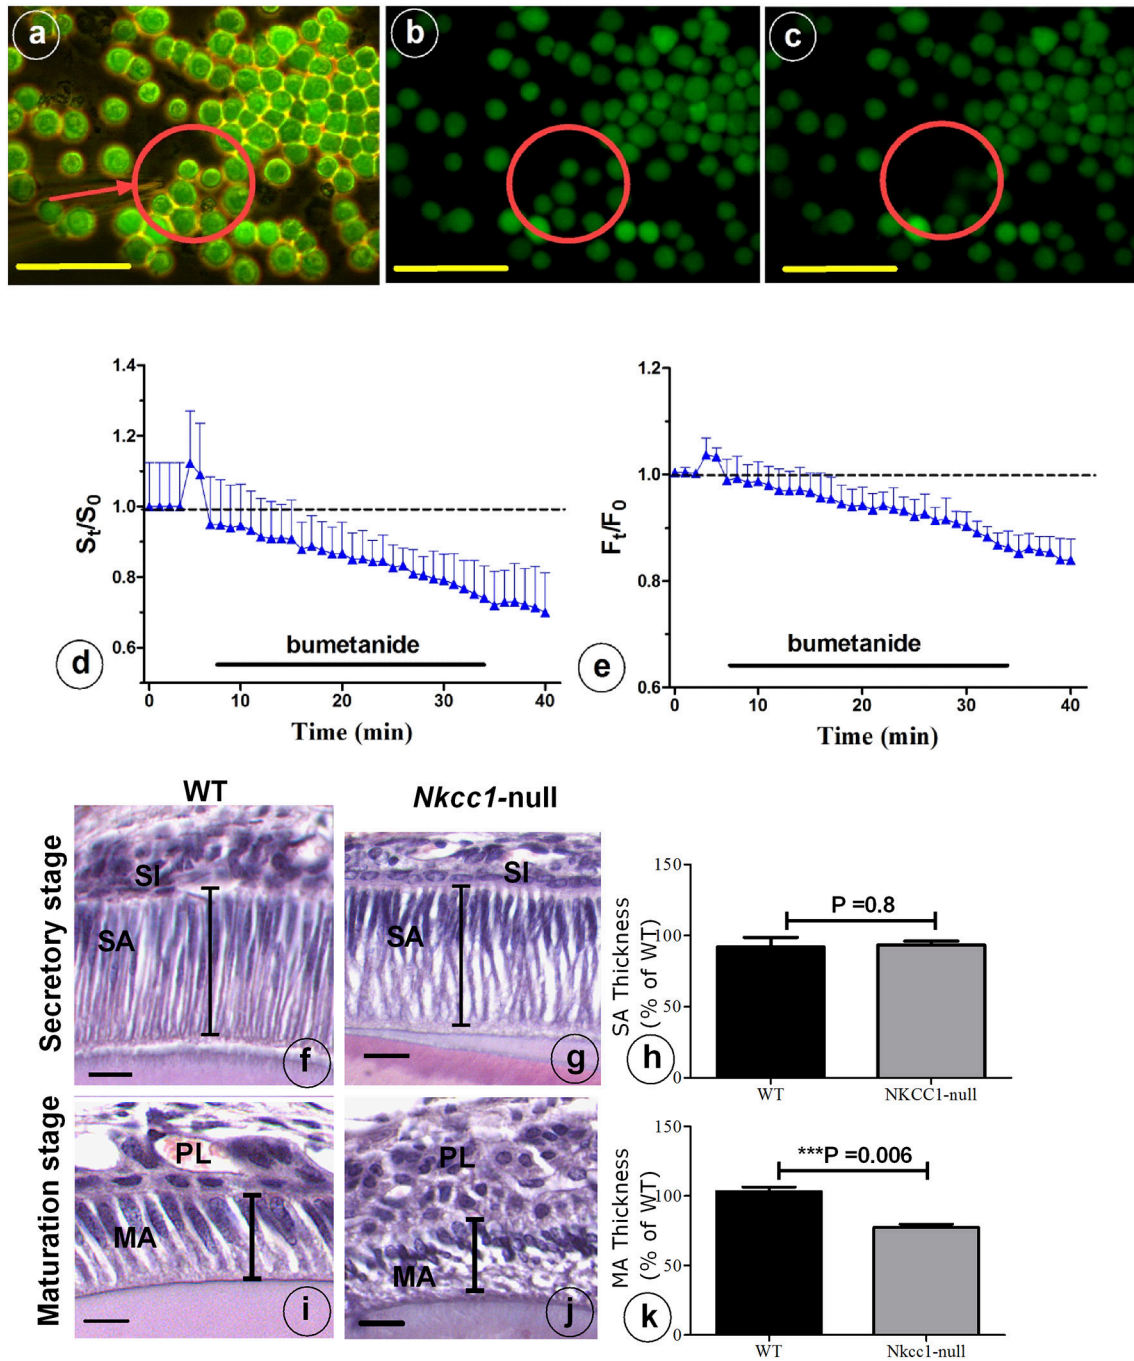 a
b
c
1.4
1.2
1.0
0.8
0.6
St/S0
bumetanide
d
0
10
20
30
40
Time (min)
1.2
1.0
0.8
0.6
Ft/F0
bumetanide
e
0
10
20
30
40
Time (min)
WT
Nkcc1-null
Secretory stage
SI
SA
f
SI
SA
g
150
100
50
0
SA Thickness
(% of WT)
P =0.8
h
WT
NKCC1-null
Maturation stage
PL
MA
i
PL
MA
j
150
100
50
0
MA Thickness
(% of WT)
***P =0.006
k
WT
Nkcc1-null